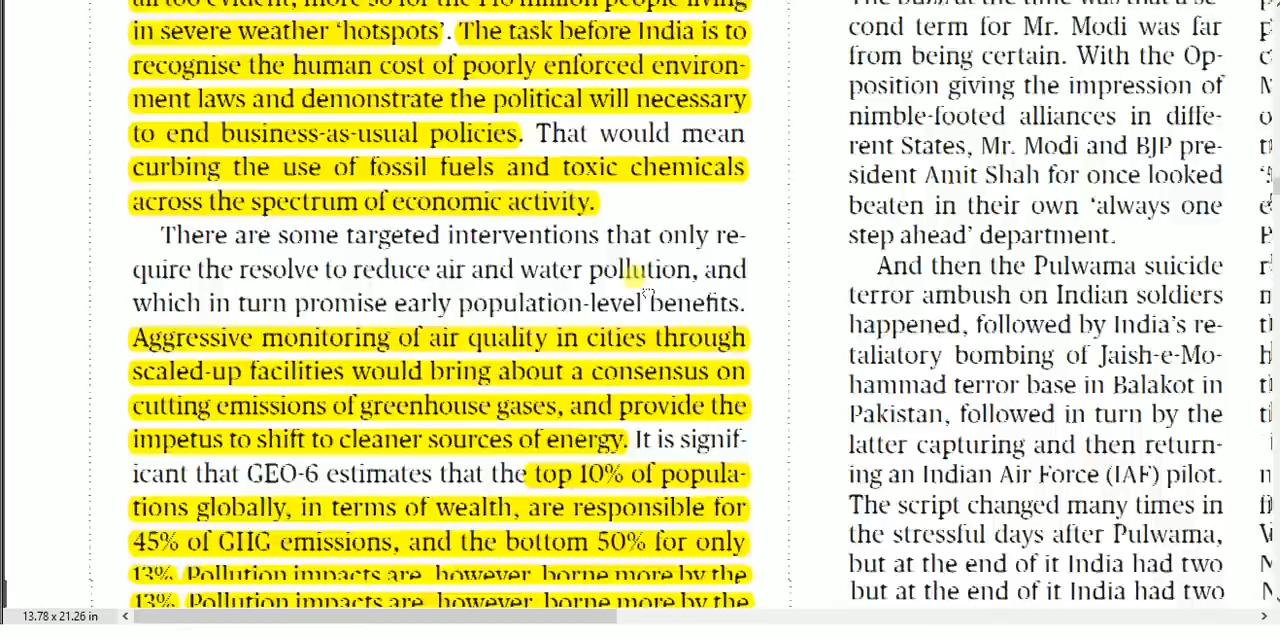 in severe weather ‘hotspots’. The task before India is to
recognise the human cost of poorly enforced environ-
ment laws and demonstrate the political will necessary
to end business-as-usual policies. That would mean
curbing the use of fossil fuels and toxic chemicals
across the spectrum of economic activity.
There are some targeted interventions that only re-
quire the resolve to reduce air and water pollution, and
which in turn promise early population-level benefits.
Aggressive monitoring of air quality in cities through
scaled-up facilities would bring about a consensus on
cutting emissions of greenhouse gases, and provide the
impetus to shift to cleaner sources of energy. It is signif-
icant that GEO-6 estimates that the top 10% of popula-
tions globally, in terms of wealth, are responsible for
45% of GHG emissions, and the bottom 50% for only
13%. Pollution impacts are, however, borne more by the
13%. Pollution impacts are, however, borne more by the
cond term for Mr. Modi was far
from being certain. With the Op-
position giving the impression of
nimble-footed alliances in diffe-
rent States, Mr. Modi and BJP pre-
sident Amit Shah for once looked
beaten in their own ‘always one
step ahead’ department.
And then the Pulwama suicide
terror ambush on Indian soldiers
happened, followed by India’s re-
taliatory bombing of Jaish-e-Mo-
hammad terror base in Balakot in
Pakistan, followed in turn by the
latter capturing and then return-
ing an Indian Air Force (IAF) pilot.
The script changed many times in
the stressful days after Pulwama,
but at the end of it India had two
but at the end of it India had two
13.78 x 21.26 in